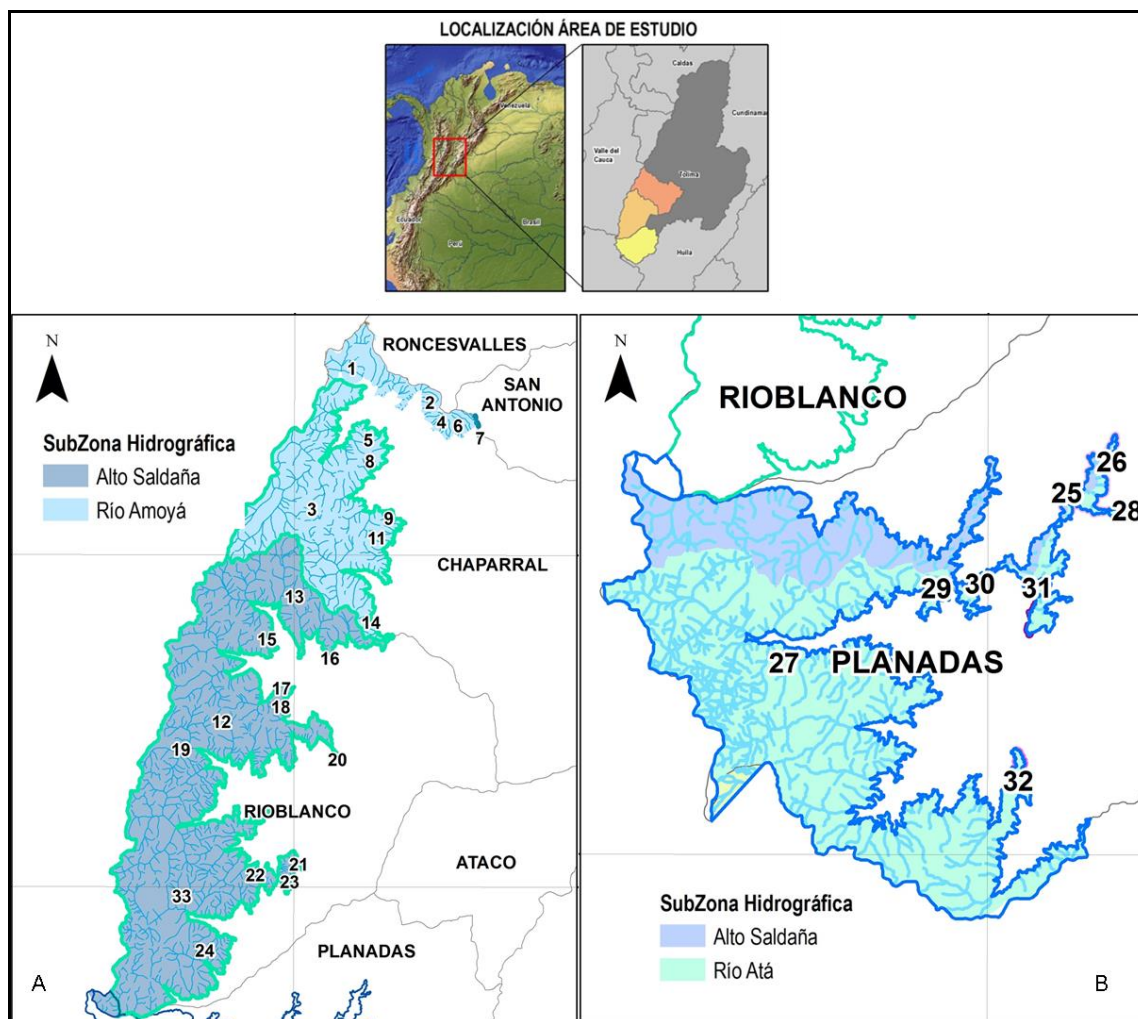 LOCALIZACIÓN ÁREA DE ESTUDIO
Venezuela
Ecuador
Perú
Brasil
Caldas
Cundinamar
Valle del
Cauca
Tolima
Huila
N
RONCESVALLES
SAN
ANTONIO
SubZona Hidrográfica
Alto Saldaña
Río Amoyá
CHAPARRAL
RIOBLANCO
ATACO
PLANADAS
1
2
4
6
7
5
8
3
9
11
13
14
15
16
17
18
12
19
20
21
22
23
33
24
A
N
RIOBLANCO
26
25
28
29
30
31
27
PLANADAS
32
SubZona Hidrográfica
Alto Saldaña
Río Atá
B